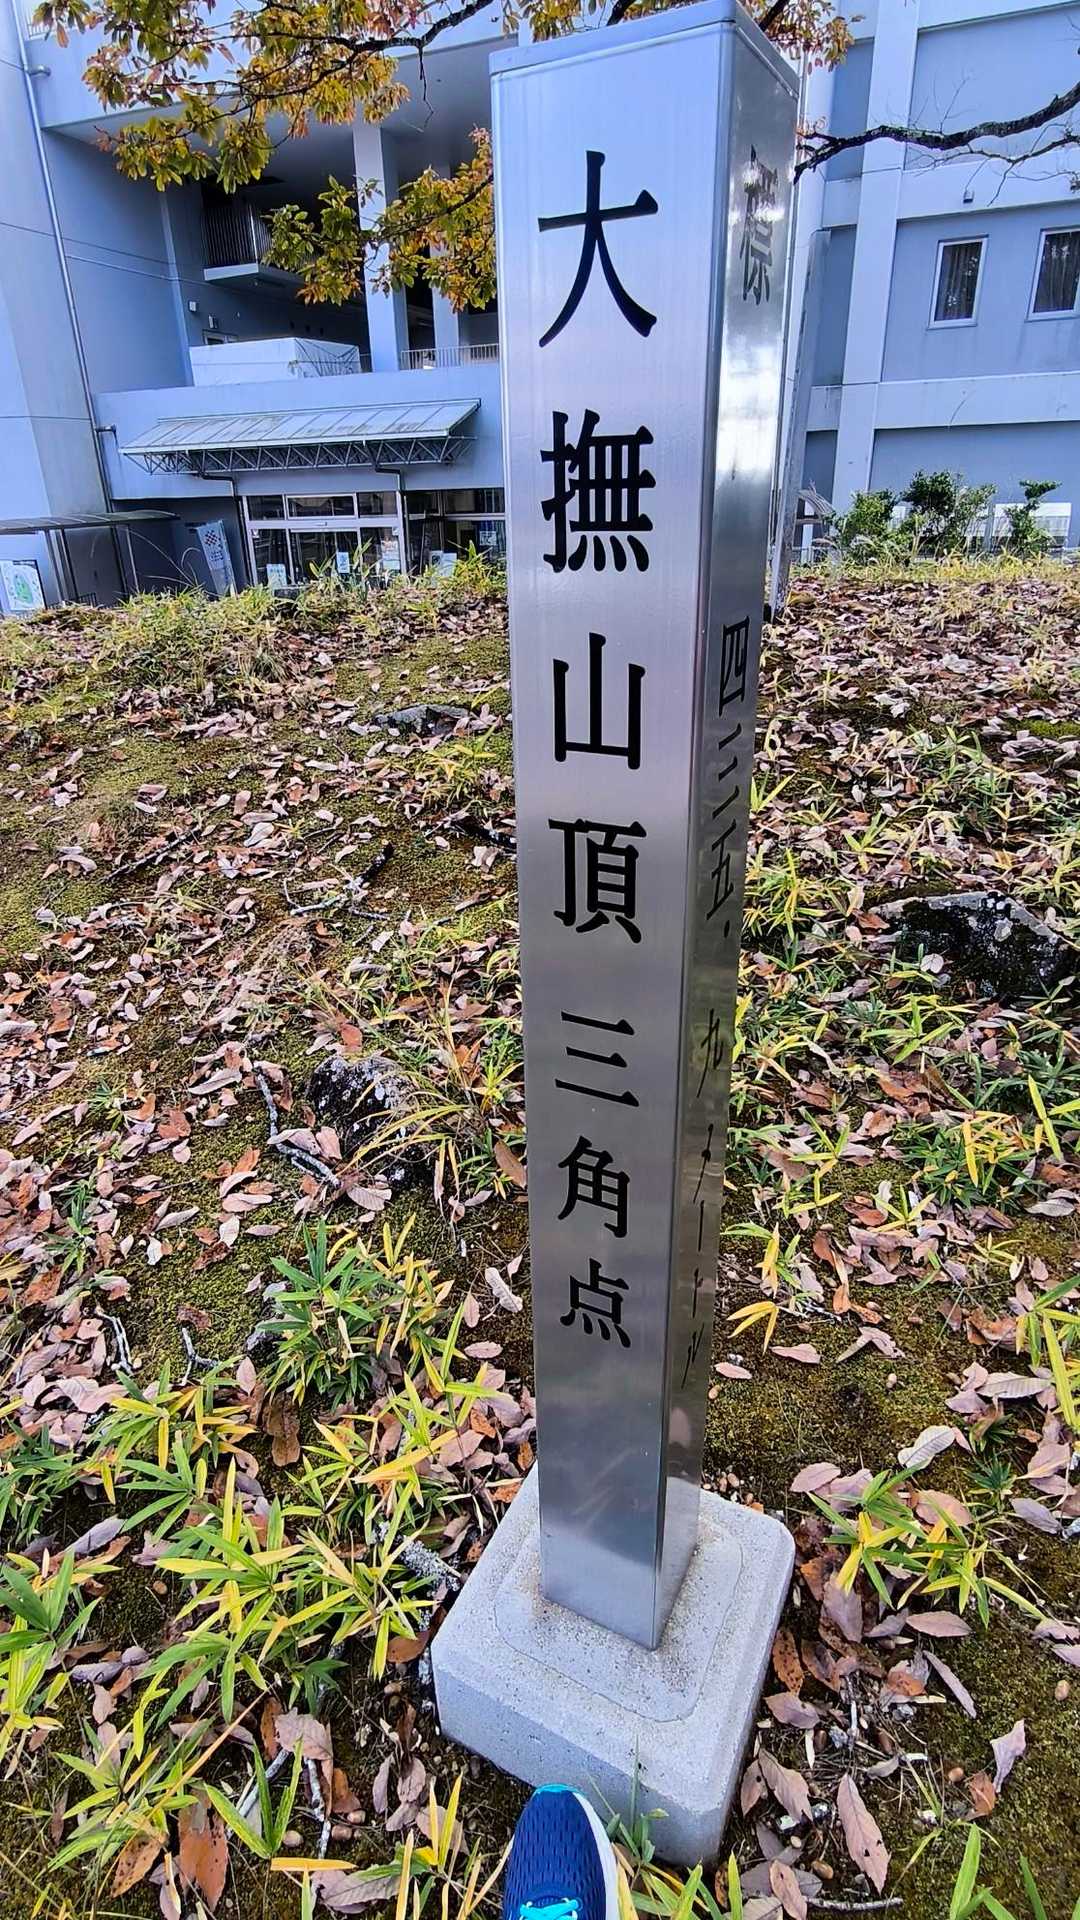 大撫山頂 三角点
標 四三五・九メートル